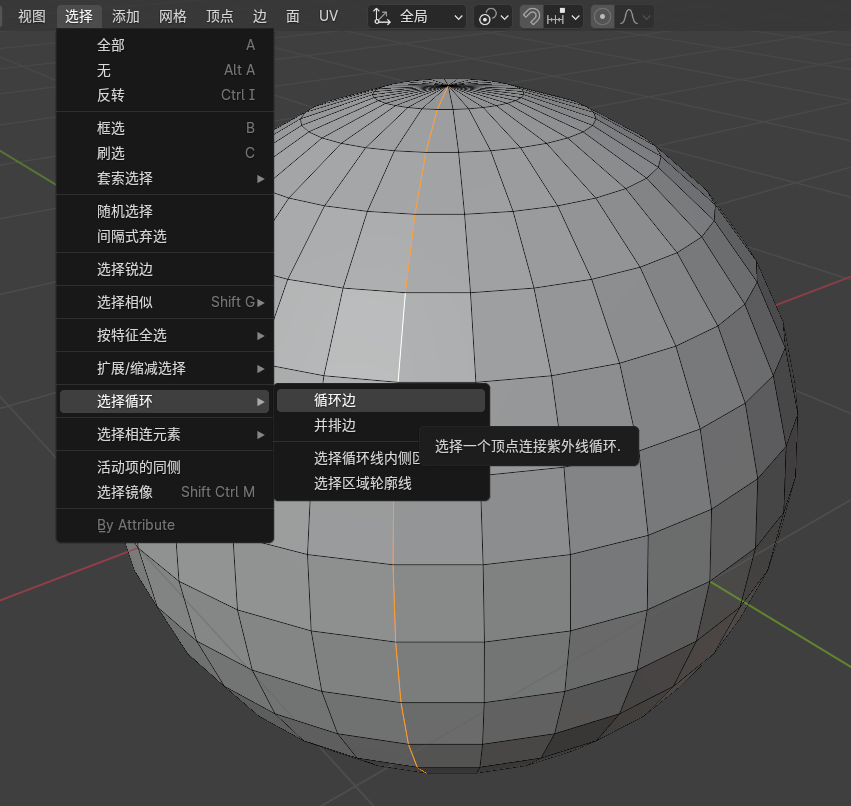 视图 选择 添加 网格 顶点 边 面 UV 全局
全部 A
无 Alt A
反转 Ctrl I
框选 B
刷选 C
套索选择
随机选择
间隔式弃选
选择锐边
选择相似 Shift G
按特征全选
扩展/缩减选择
选择循环
选择相连元素
活动项的同侧
选择镜像 Shift Ctrl M
By Attribute
循环边
并排边
选择循环线内侧
选择区域轮廓线
选择一个顶点连接紫外线循环.